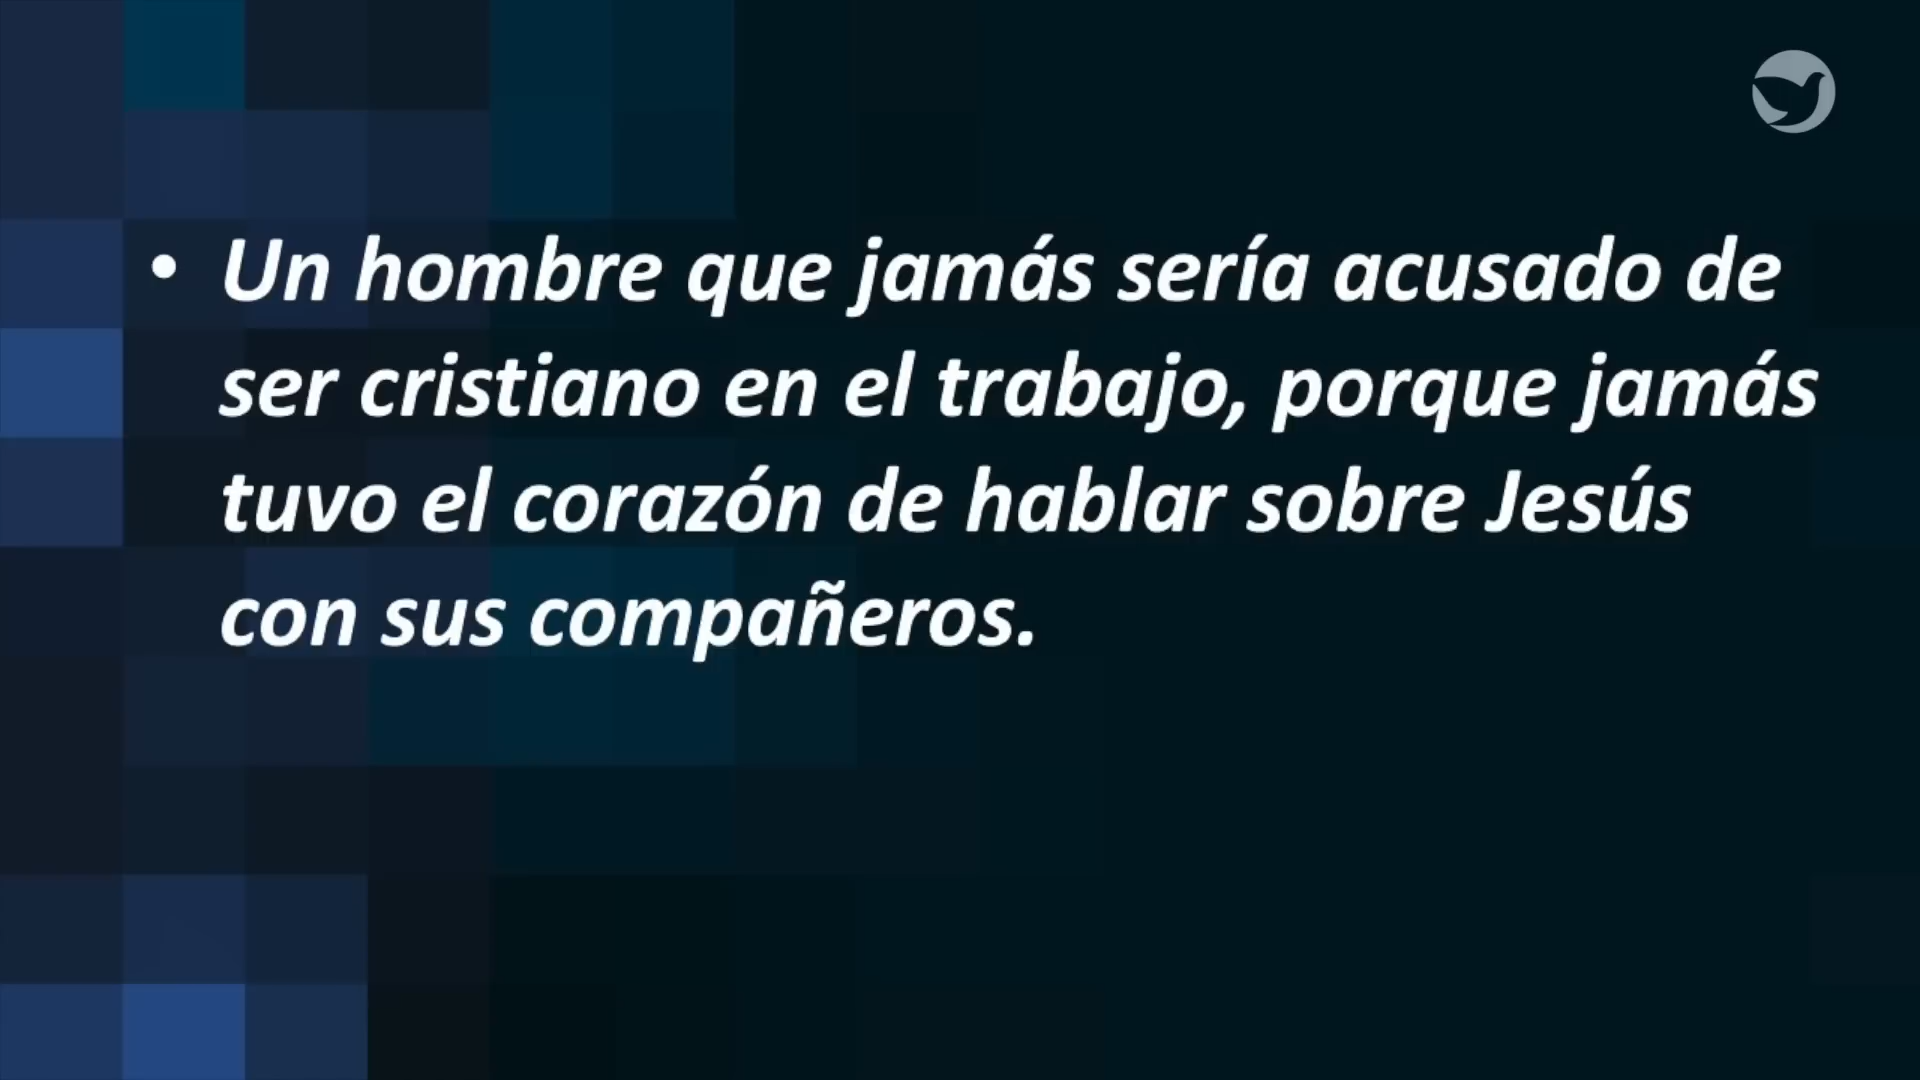 • Un hombre que jamás sería acusado de
ser cristiano en el trabajo, porque jamás
tuvo el corazón de hablar sobre Jesús
con sus compañeros.